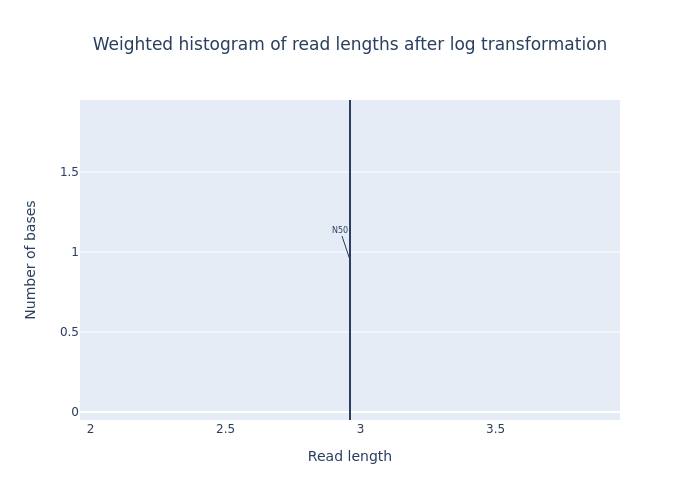 Weighted histogram of read lengths after log transformation
Number of bases
1.5
1
0.5
0
N50
2
2.5
3
3.5
Read length